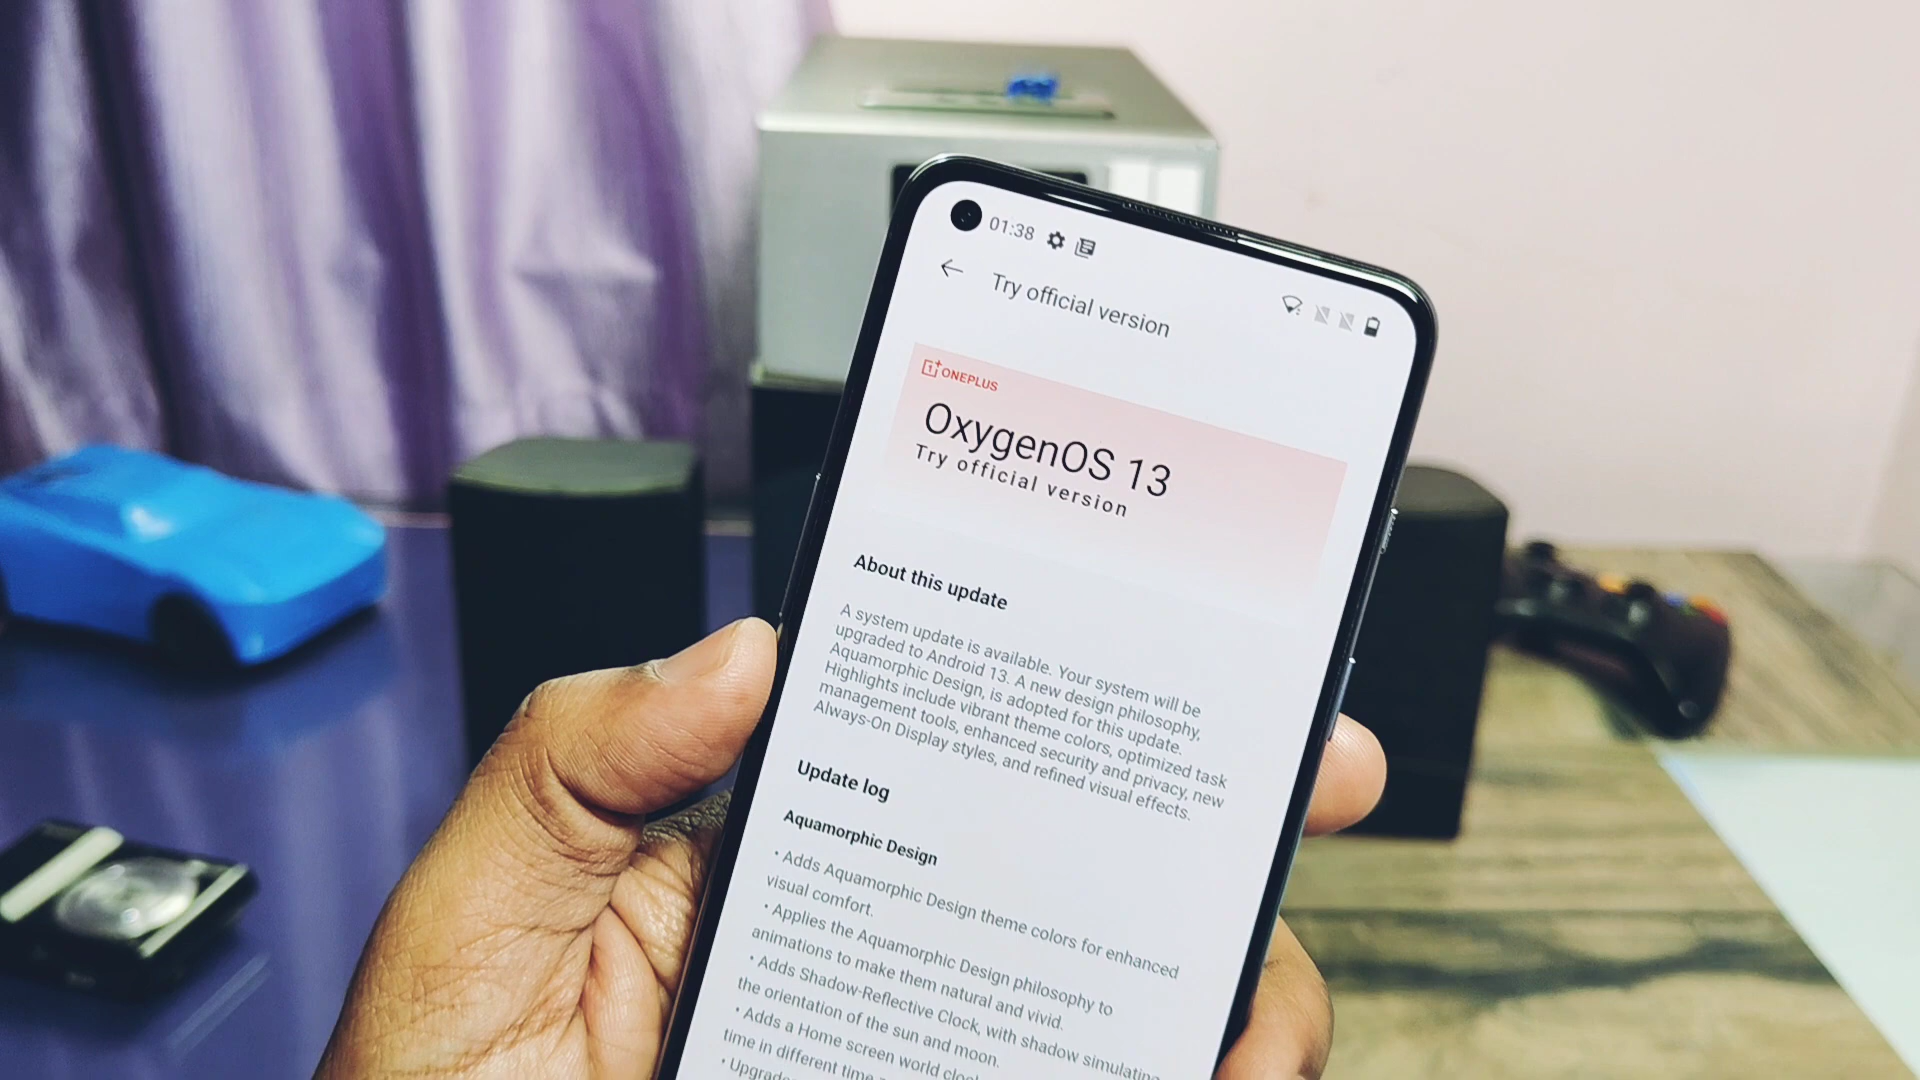 01:38
Try official version
ONEPLUS
OxygenOS 13
Try official version
About this update
A system update is available. Your system will be
upgraded to Android 13. A new design philosophy,
Aquamorphic Design, is adopted for this update.
Highlights include vibrant theme colors, optimized task
management tools, enhanced security and privacy, new
Always-On Display styles, and refined visual effects.
Update log
Aquamorphic Design
• Adds Aquamorphic Design theme colors for enhanced
visual comfort.
• Applies the Aquamorphic Design philosophy to
animations to make them natural and vivid.
• Adds Shadow-Reflective Clock, with shadow simulating
the orientation of the sun and moon.
• Adds a Home screen world clock
time in different time